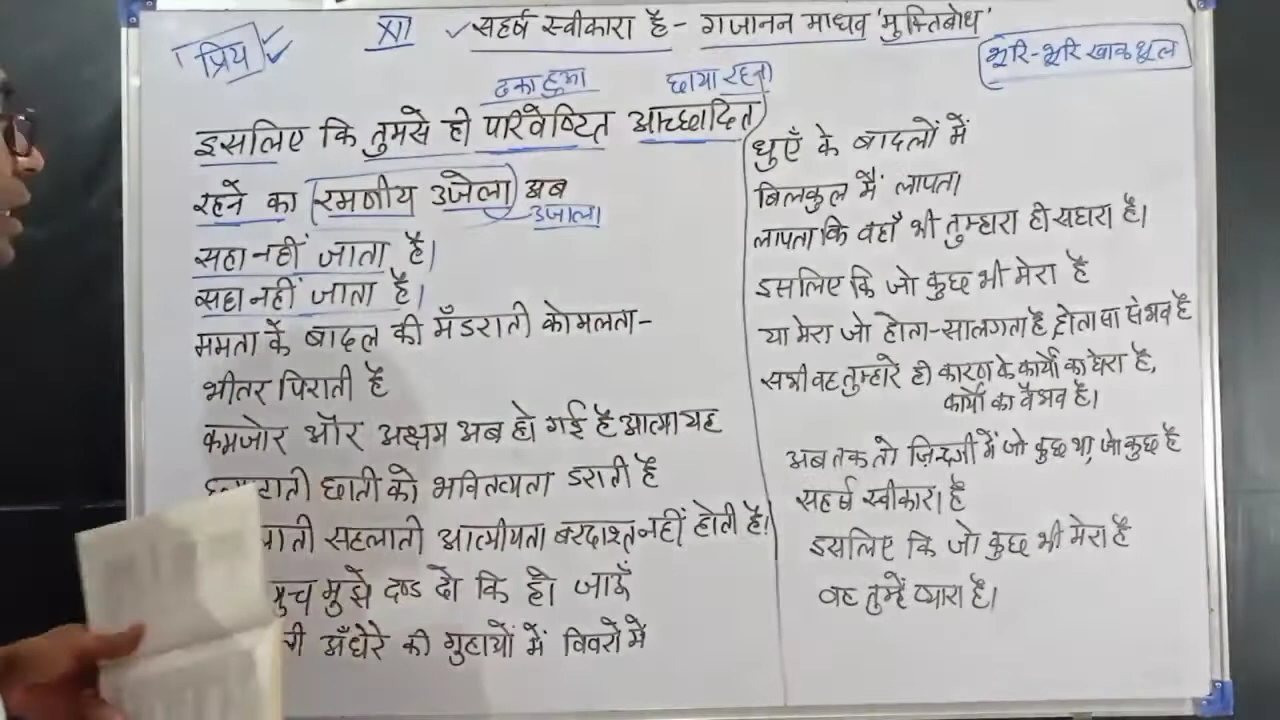 XII ✓ सहर्ष स्वीकारा है - गजानन माधव 'मुक्तिबोध'
प्रिय
भूरि-भूरि खाक धूल
ढका हुआ छाया रहना
इसलिए कि तुमसे ही परिवेष्टित आच्छादित
रहने का (रमणीय उजेला) अब
उजाला
सहा नहीं जाता है।
सहा नहीं जाता है।
ममता के बादल की मँडराती कोमलता-
भीतर पिराती है
कमजोर और अक्षम अब हो गई है आत्मा यह
छाती को भवितव्यता डराती है
सहलाती आत्मीयता बरदाश्त नहीं होती है।
मुझे दण्ड दो कि हो जाऊँ
अँधेरे की गुहाओं में विवरों में
धुएँ के बादलों में
बिलकुल मैं लापता
लापता कि वहाँ भी तुम्हारा ही सहारा है।
इसलिए कि जो कुछ भी मेरा है
या मेरा जो होता-सा लगता है, होता सा संभव है
सभी वह तुम्हारे ही कारण के कार्यों का घेरा है,
कार्यों का वैभव है।
अब तक तो ज़िन्दगी में जो कुछ था, जो कुछ है
सहर्ष स्वीकारा है
इसलिए कि जो कुछ भी मेरा है
वह तुम्हें प्यारा है।